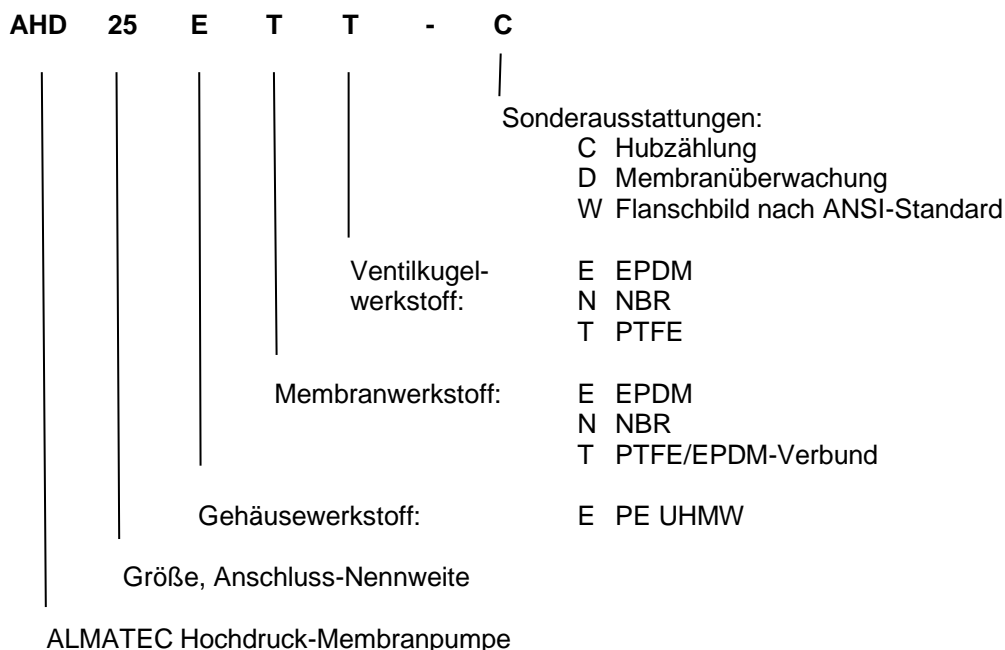 AHD 25 E T T - C
Sonderausstattungen:
C Hubzählung
D Membranüberwachung
W Flanschbild nach ANSI-Standard
Ventilkugel- E EPDM
werkstoff: N NBR
T PTFE
Membranwerkstoff: E EPDM
N NBR
T PTFE/EPDM-Verbund
Gehäusewerkstoff: E PE UHMW
Größe, Anschluss-Nennweite
ALMATEC Hochdruck-Membranpumpe